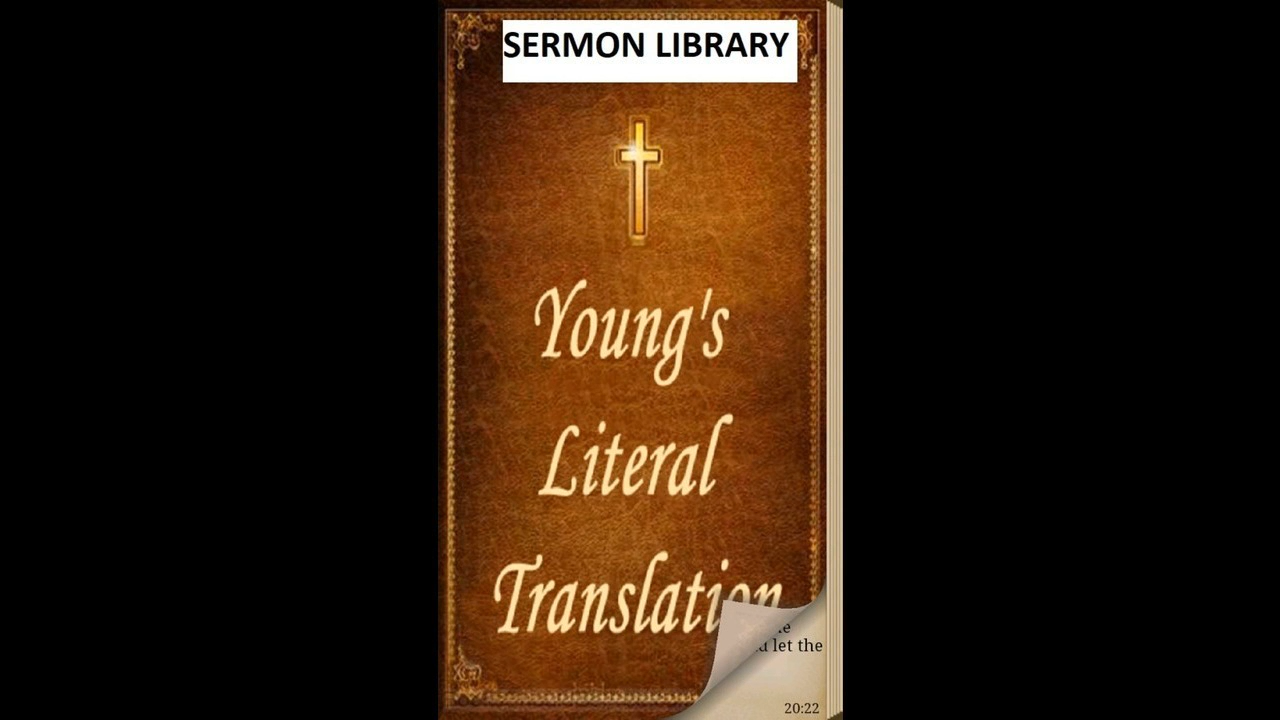 SERMON LIBRARY
Young's
Literal
Translation
let the
20:22